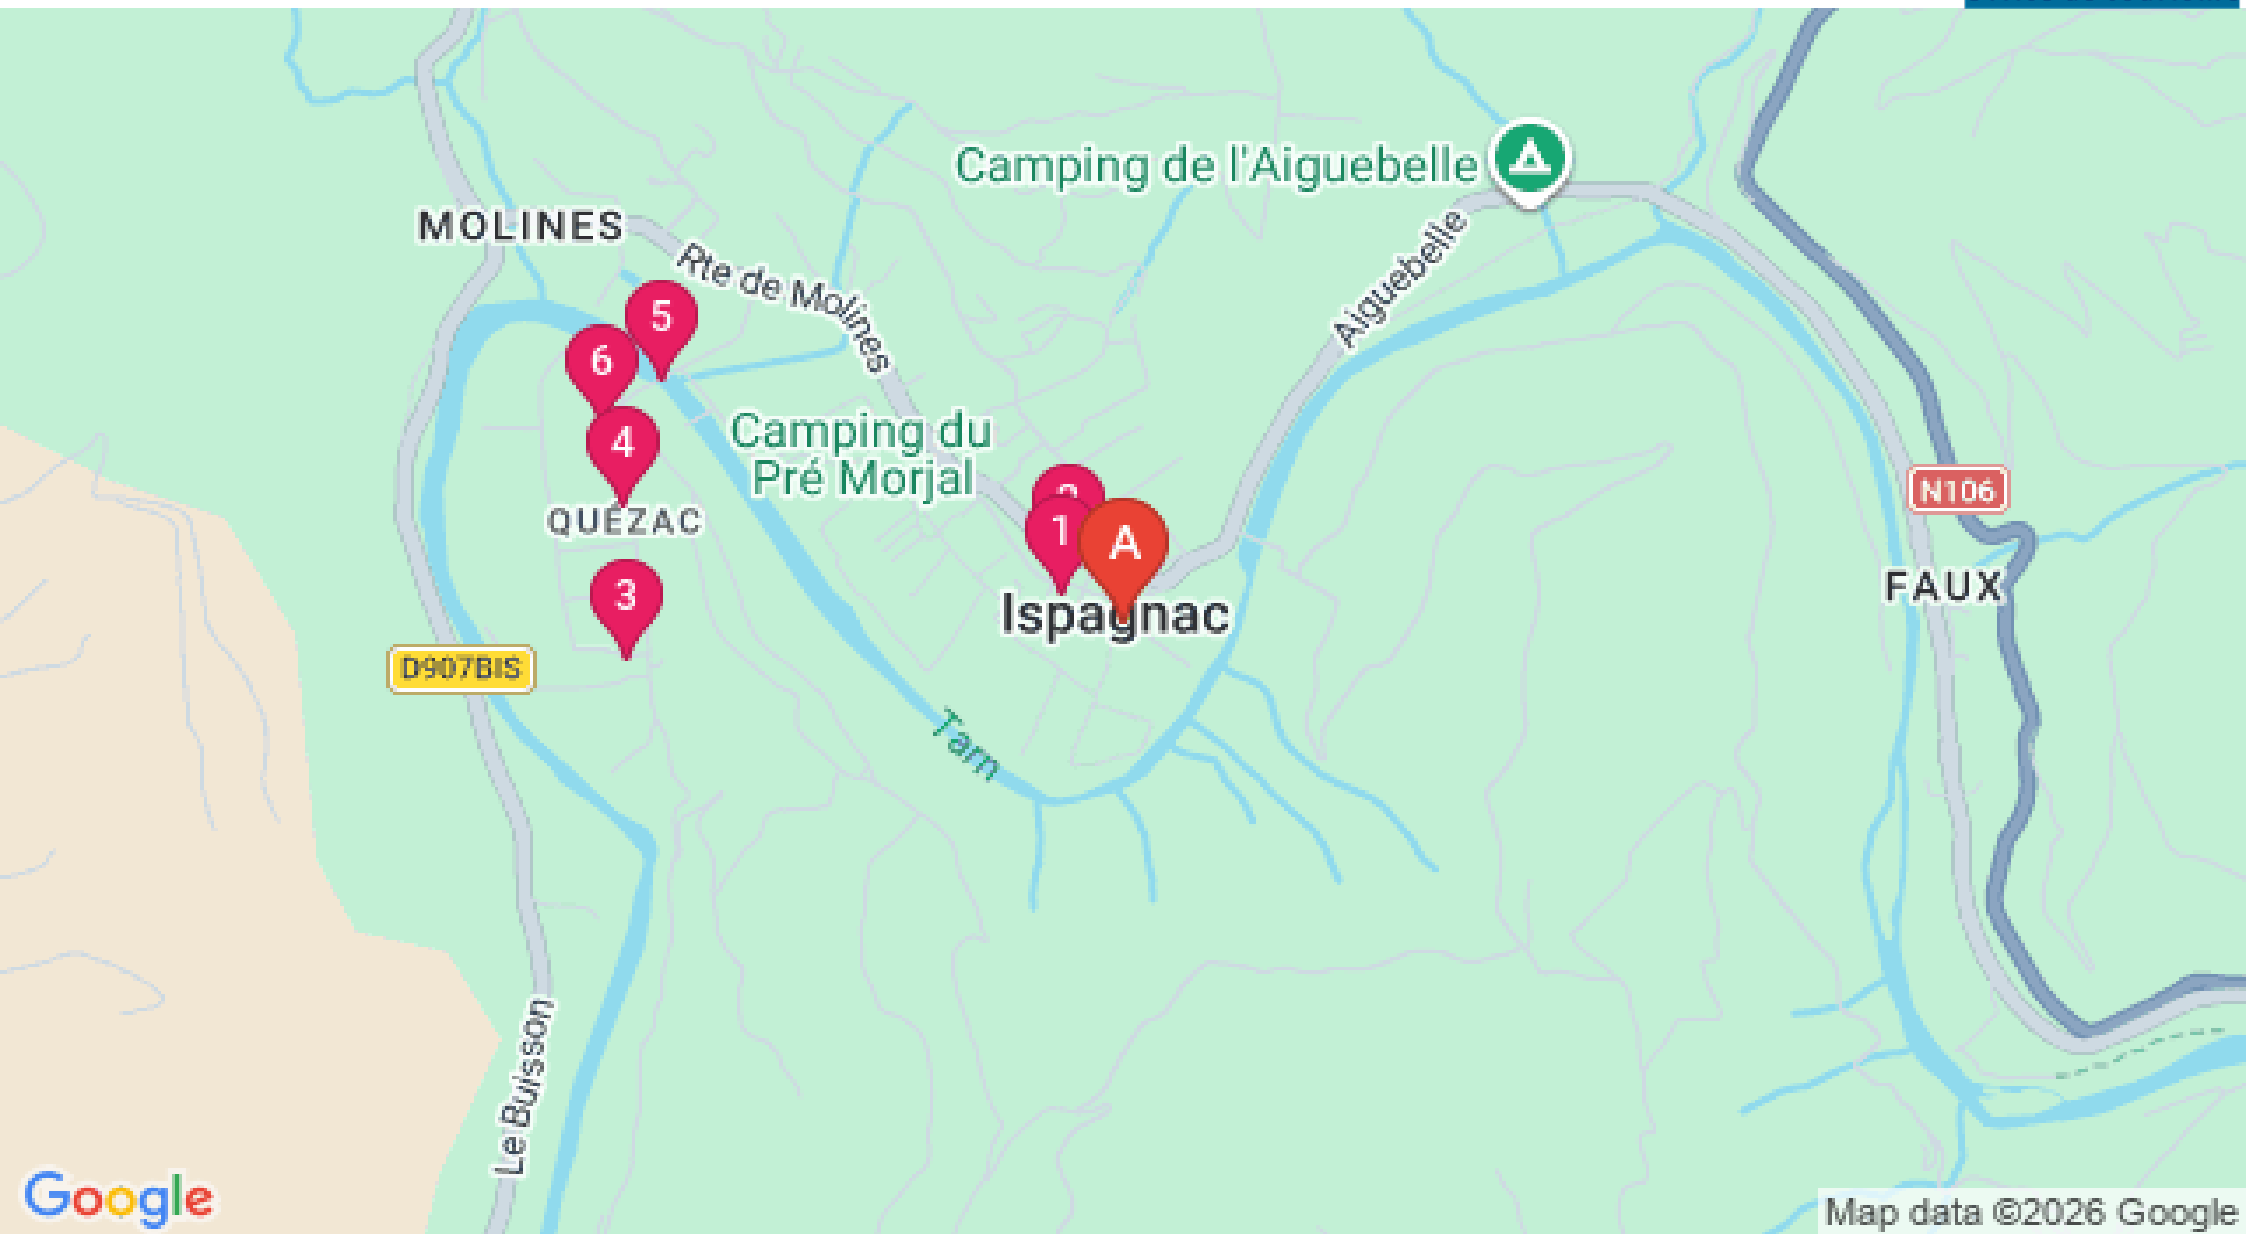 Camping de l'Aiguebelle
MOLINES
Rte de Molines
Aiguebelle
5
6
4
Camping du
Pré Morjal
QUÉZAC
1
A
N106
Ispagnac
FAUX
3
D907BIS
Tarn
Le Buisson
Google
Map data ©2026 Google